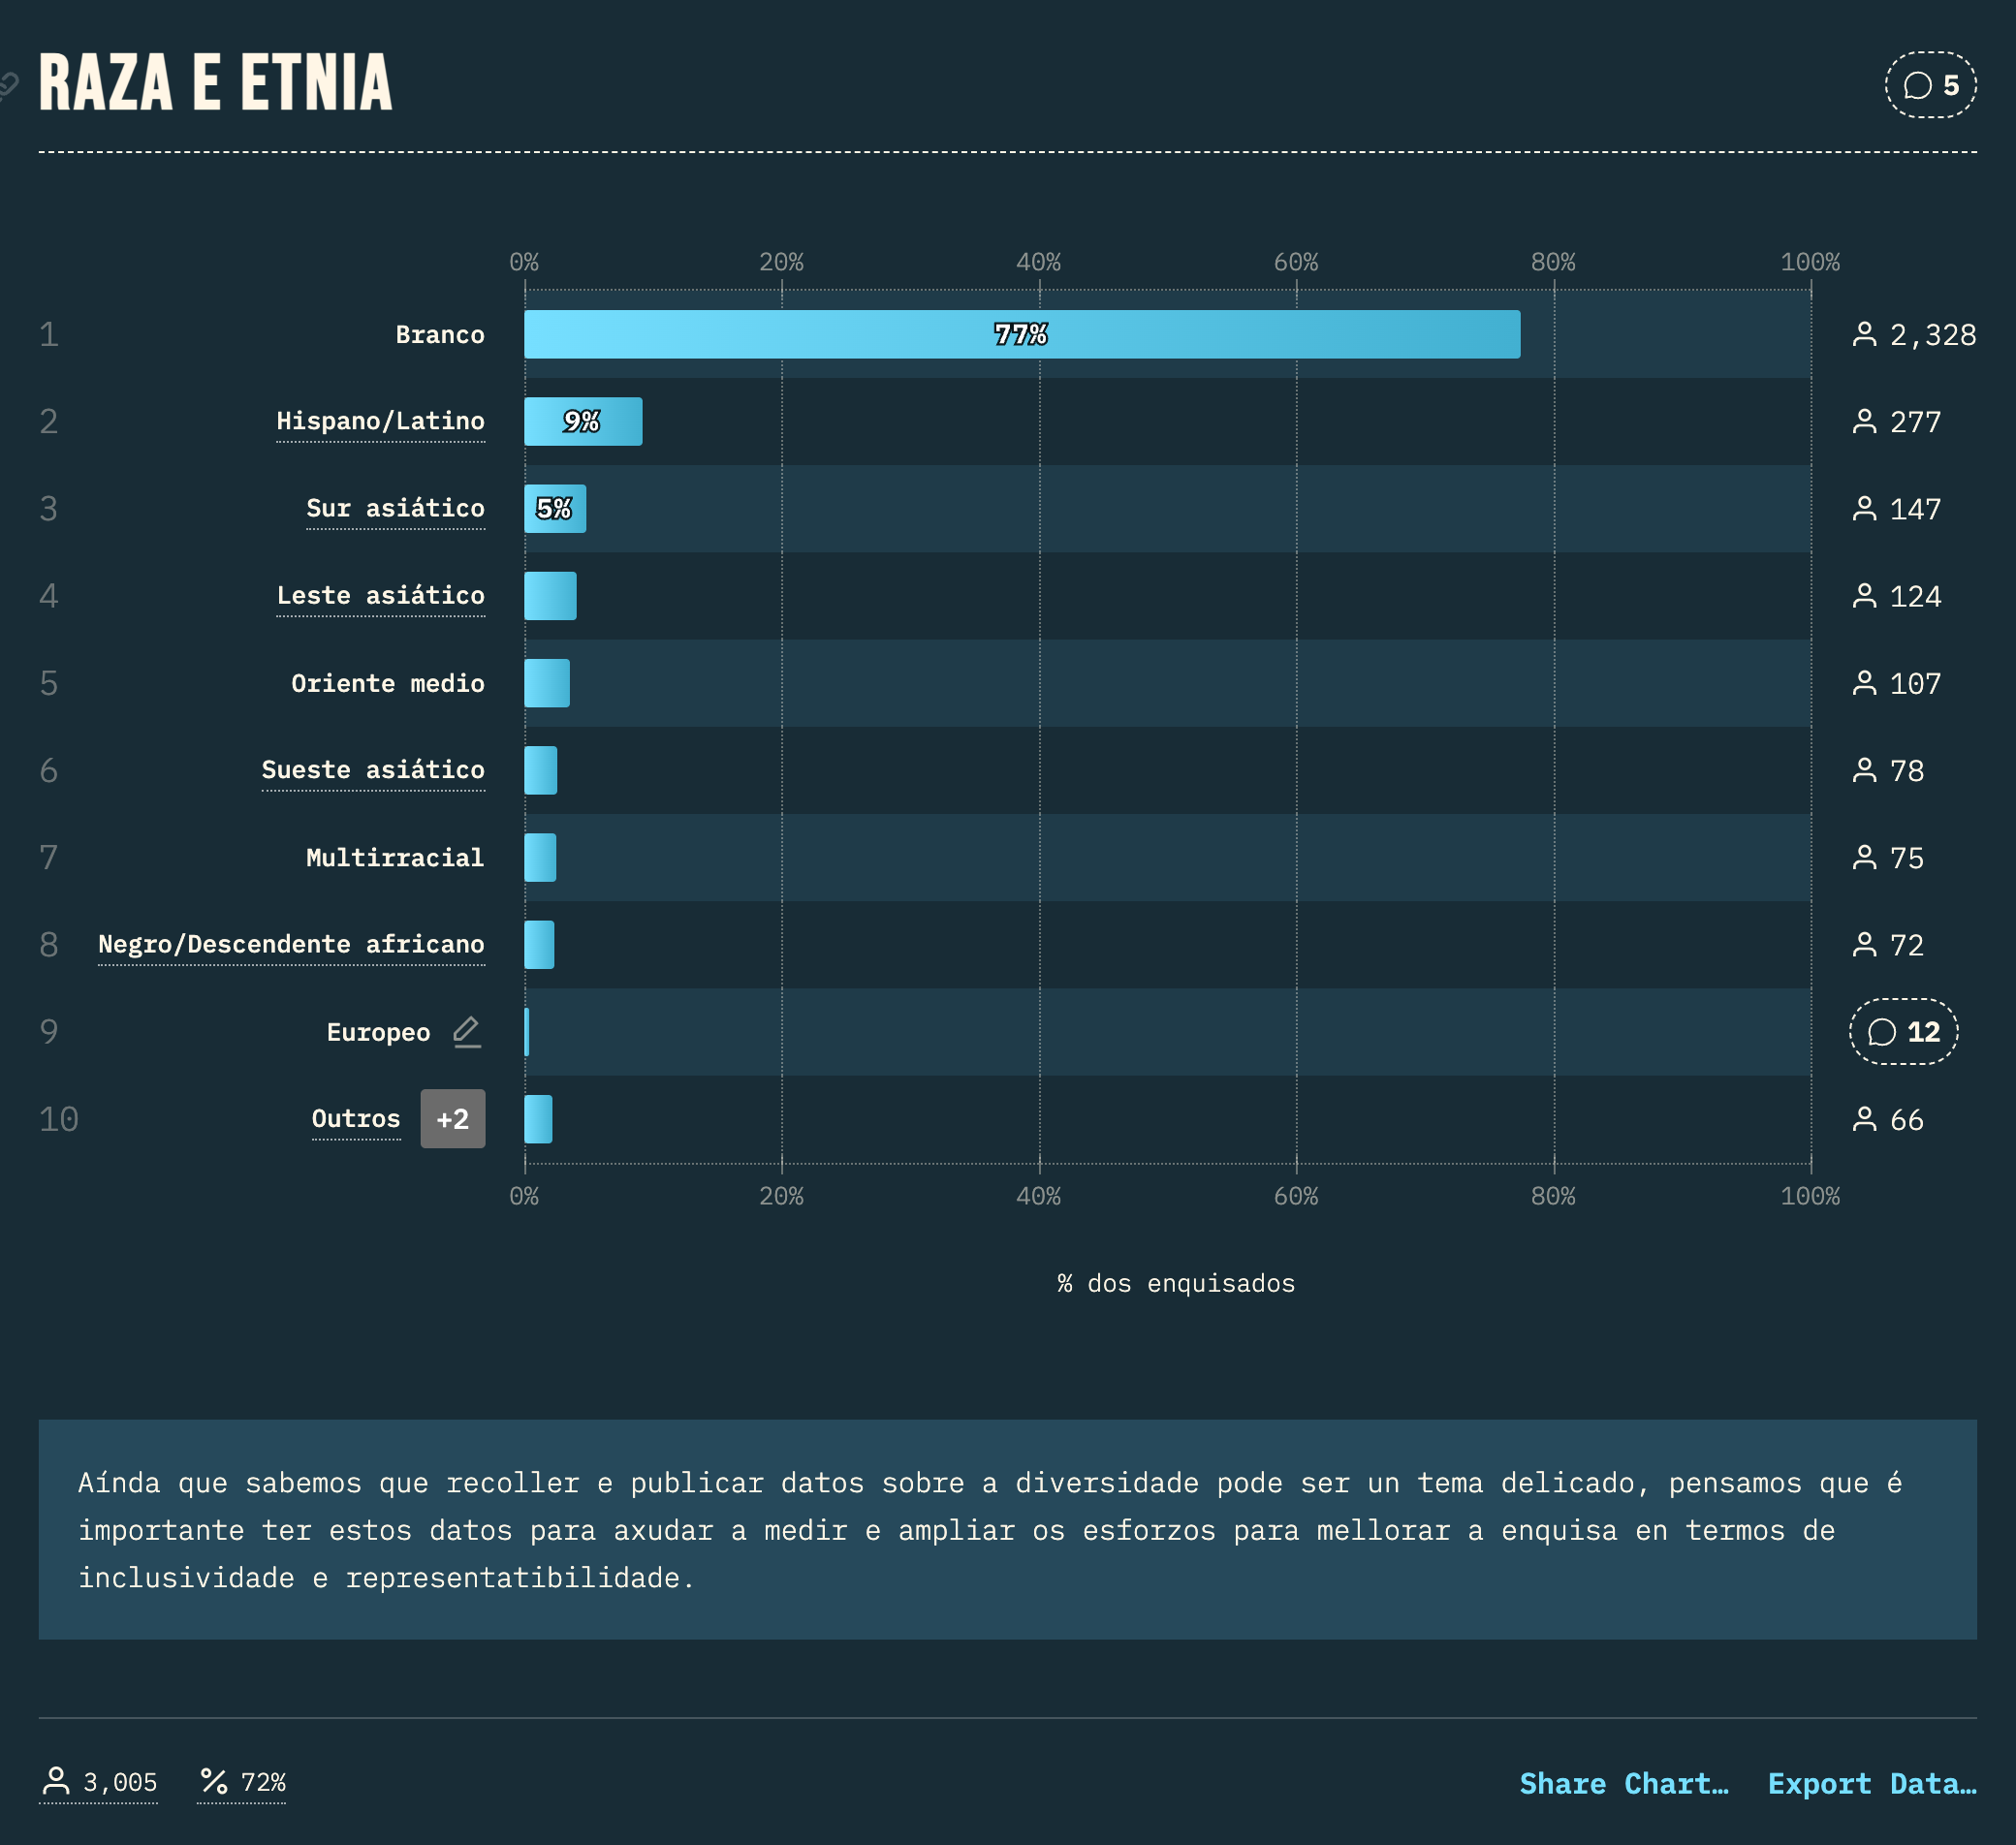 RAZA E ETNIA
5
0% 20% 40% 60% 80% 100%
1 Branco 77% 2,328
2 Hispano/Latino 9% 277
3 Sur asiático 5% 147
4 Leste asiático 124
5 Oriente medio 107
6 Sueste asiático 78
7 Multirracial 75
8 Negro/Descendente africano 72
9 Europeo 12
10 Outros +2 66
0% 20% 40% 60% 80% 100%
% dos enquisados
Aínda que sabemos que recoller e publicar datos sobre a diversidade pode ser un tema delicado, pensamos que é
importante ter estos datos para axudar a medir e ampliar os esforzos para mellorar a enquisa en termos de
inclusividade e representatibilidade.
3,005 % 72% Share Chart… Export Data…